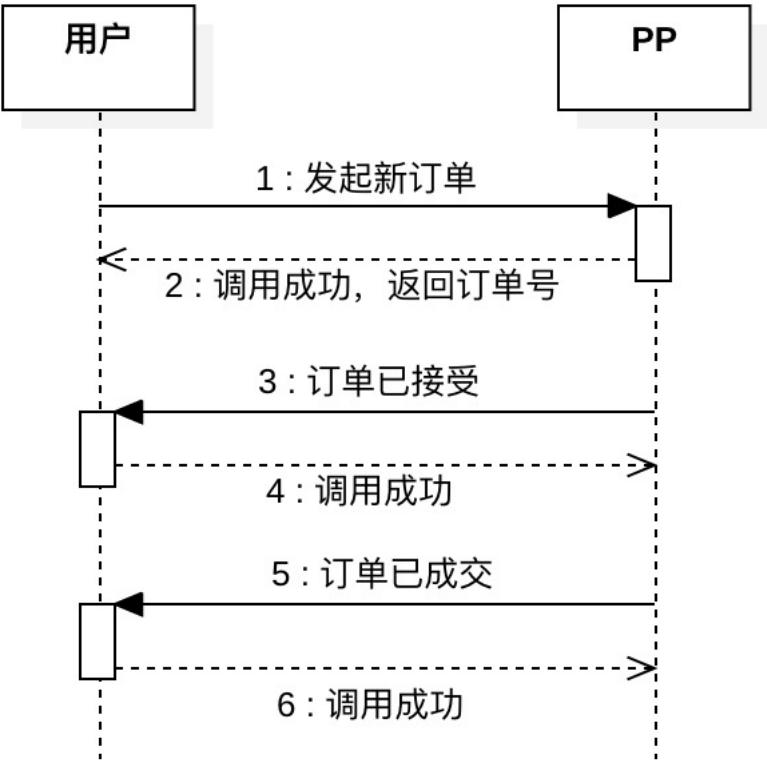 用户
PP
1 : 发起新订单
2 : 调用成功，返回订单号
3 : 订单已接受
4 : 调用成功
5 : 订单已成交
6 : 调用成功